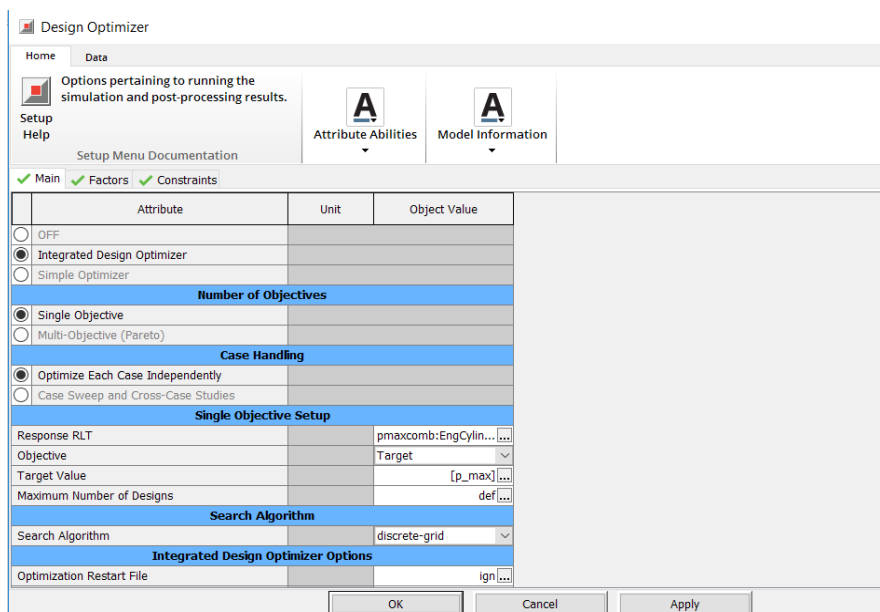 Design Optimizer
Home Data
Options pertaining to running the
simulation and post-processing results.
Setup
Help
Setup Menu Documentation
A
Attribute Abilities
A
Model Information
Main Factors Constraints
Attribute Unit Object Value
OFF
Integrated Design Optimizer
Simple Optimizer
Number of Objectives
Single Objective
Multi-Objective (Pareto)
Case Handling
Optimize Each Case Independently
Case Sweep and Cross-Case Studies
Single Objective Setup
Response RLT pmaxcomb:EngCylin... ...
Objective Target
Target Value [p_max] ...
Maximum Number of Designs def ...
Search Algorithm
Search Algorithm discrete-grid
Integrated Design Optimizer Options
Optimization Restart File ign ...
OK Cancel Apply